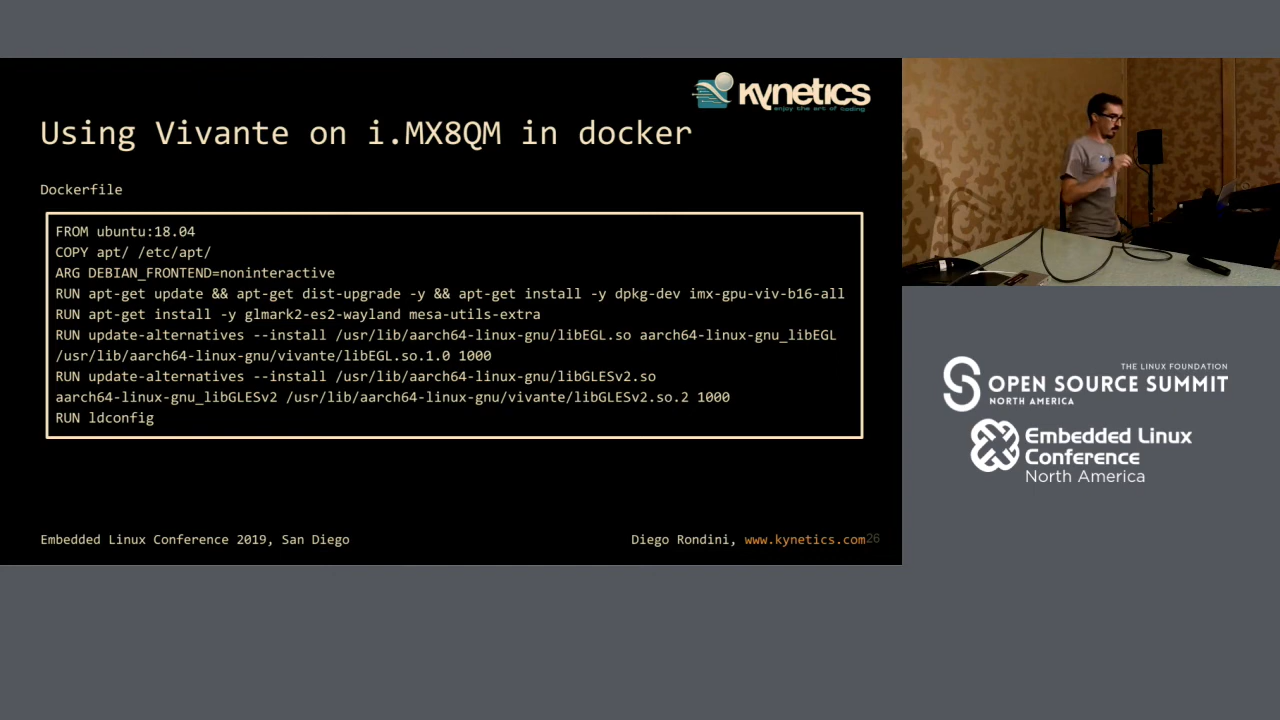 kynetics
enjoy the art of coding
Using Vivante on i.MX8QM in docker
Dockerfile
FROM ubuntu:18.04
COPY apt/ /etc/apt/
ARG DEBIAN_FRONTEND=noninteractive
RUN apt-get update && apt-get dist-upgrade -y && apt-get install -y dpkg-dev imx-gpu-viv-b16-all
RUN apt-get install -y glmark2-es2-wayland mesa-utils-extra
RUN update-alternatives --install /usr/lib/aarch64-linux-gnu/libEGL.so aarch64-linux-gnu_libEGL
/usr/lib/aarch64-linux-gnu/vivante/libEGL.so.1.0 1000
RUN update-alternatives --install /usr/lib/aarch64-linux-gnu/libGLESv2.so
aarch64-linux-gnu_libGLESv2 /usr/lib/aarch64-linux-gnu/vivante/libGLESv2.so.2 1000
RUN ldconfig
Embedded Linux Conference 2019, San Diego
Diego Rondini, www.kynetics.com 26
THE LINUX FOUNDATION
OPEN SOURCE SUMMIT
NORTH AMERICA
Embedded Linux
Conference
North America